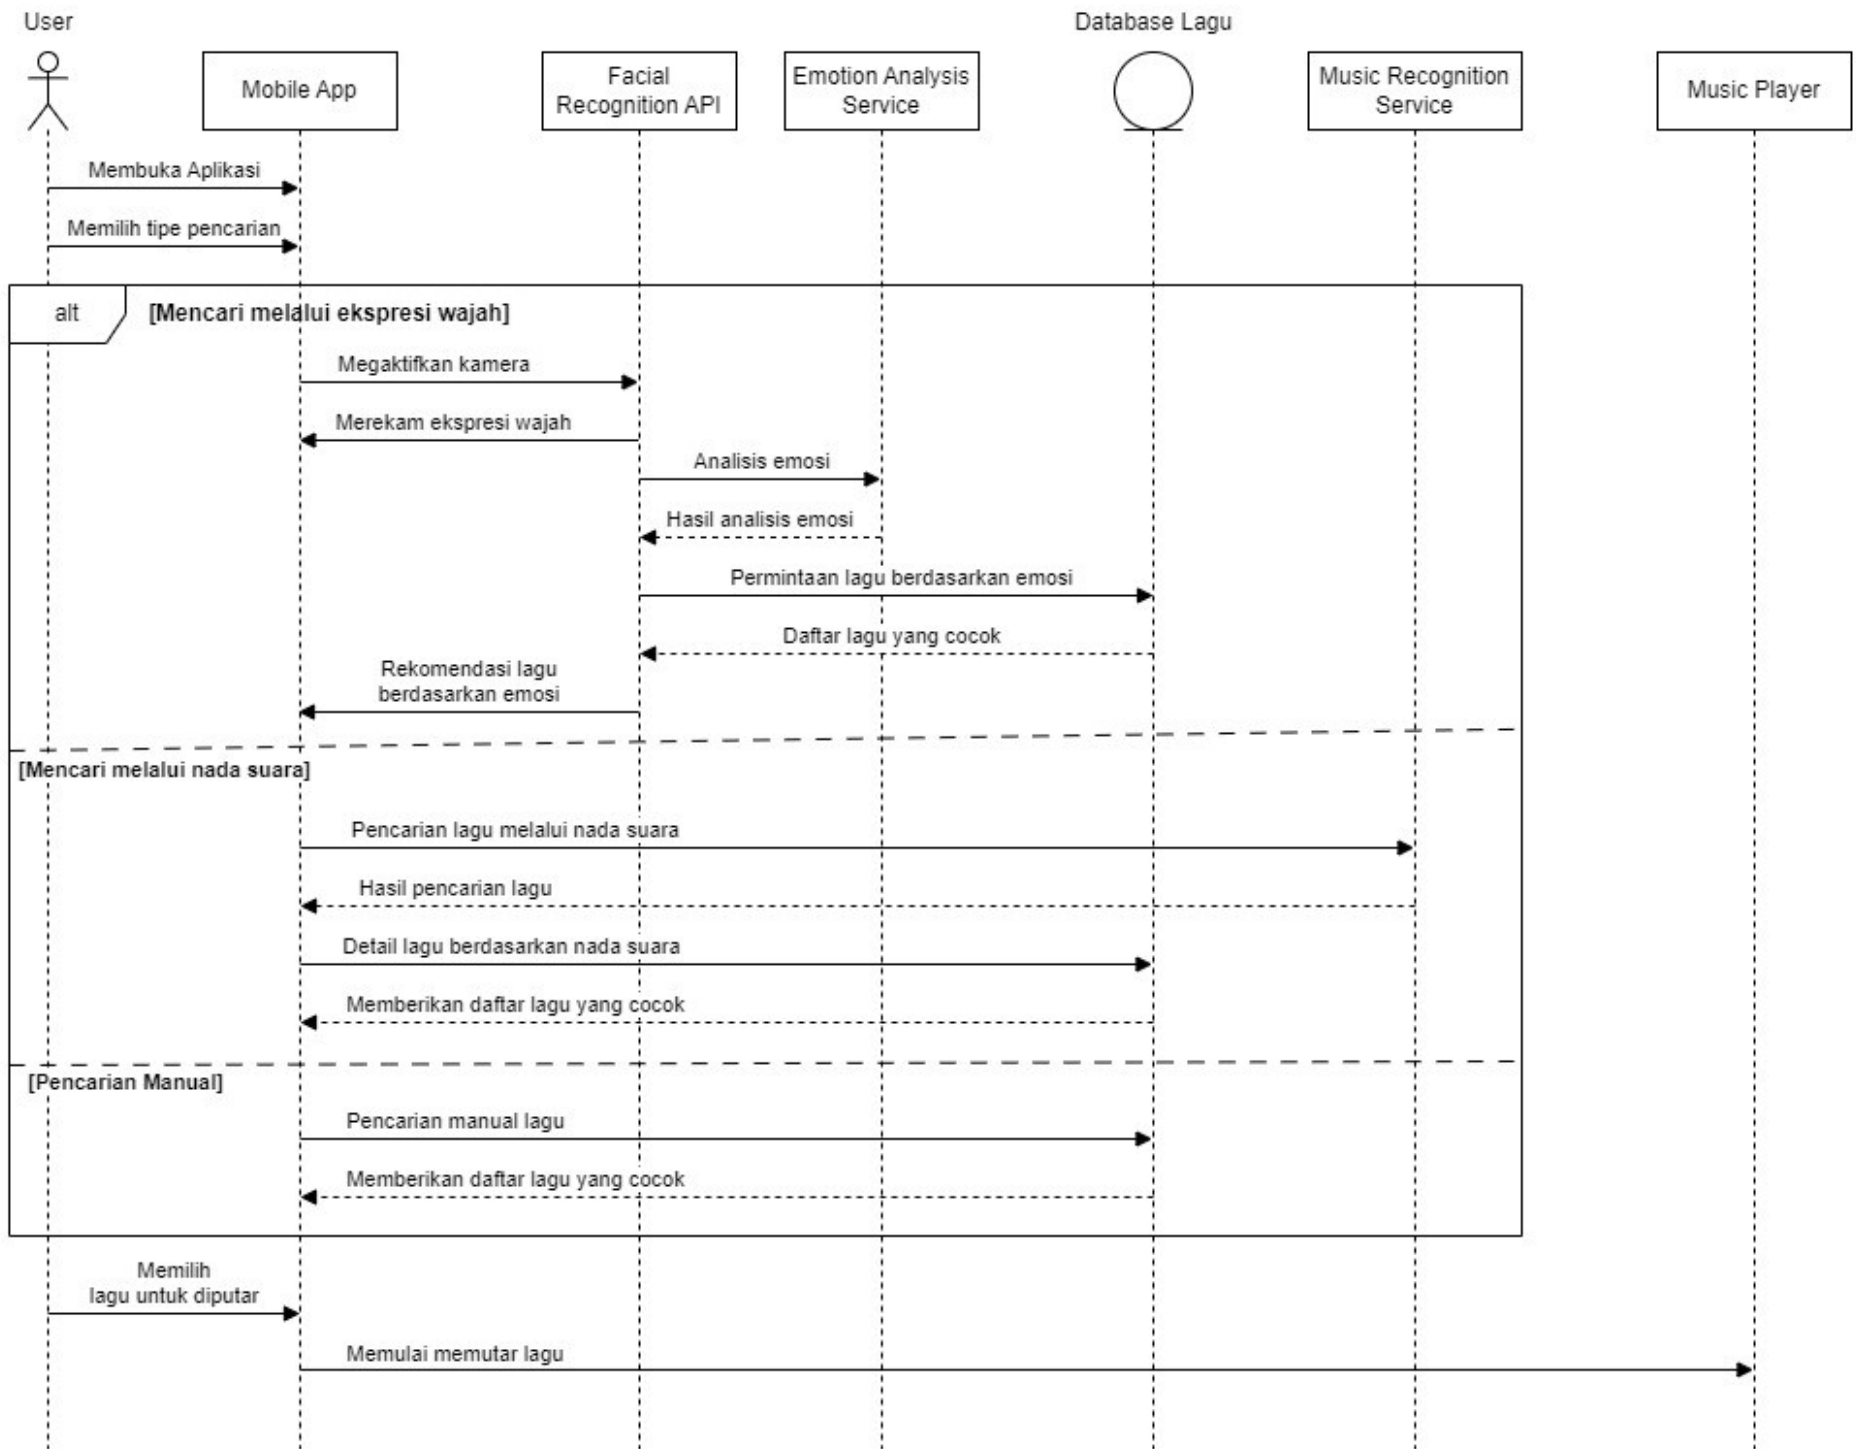 User
Database Lagu
Mobile App
Facial
Recognition API
Emotion Analysis
Service
Music Recognition
Service
Music Player
Membuka Aplikasi
Memilih tipe pencarian
alt
[Mencari melalui ekspresi wajah]
Megaktifkan kamera
Merekam ekspresi wajah
Analisis emosi
Hasil analisis emosi
Permintaan lagu berdasarkan emosi
Daftar lagu yang cocok
Rekomendasi lagu
berdasarkan emosi
[Mencari melalui nada suara]
Pencarian lagu melalui nada suara
Hasil pencarian lagu
Detail lagu berdasarkan nada suara
Memberikan daftar lagu yang cocok
[Pencarian Manual]
Pencarian manual lagu
Memberikan daftar lagu yang cocok
Memilih
lagu untuk diputar
Memulai memutar lagu